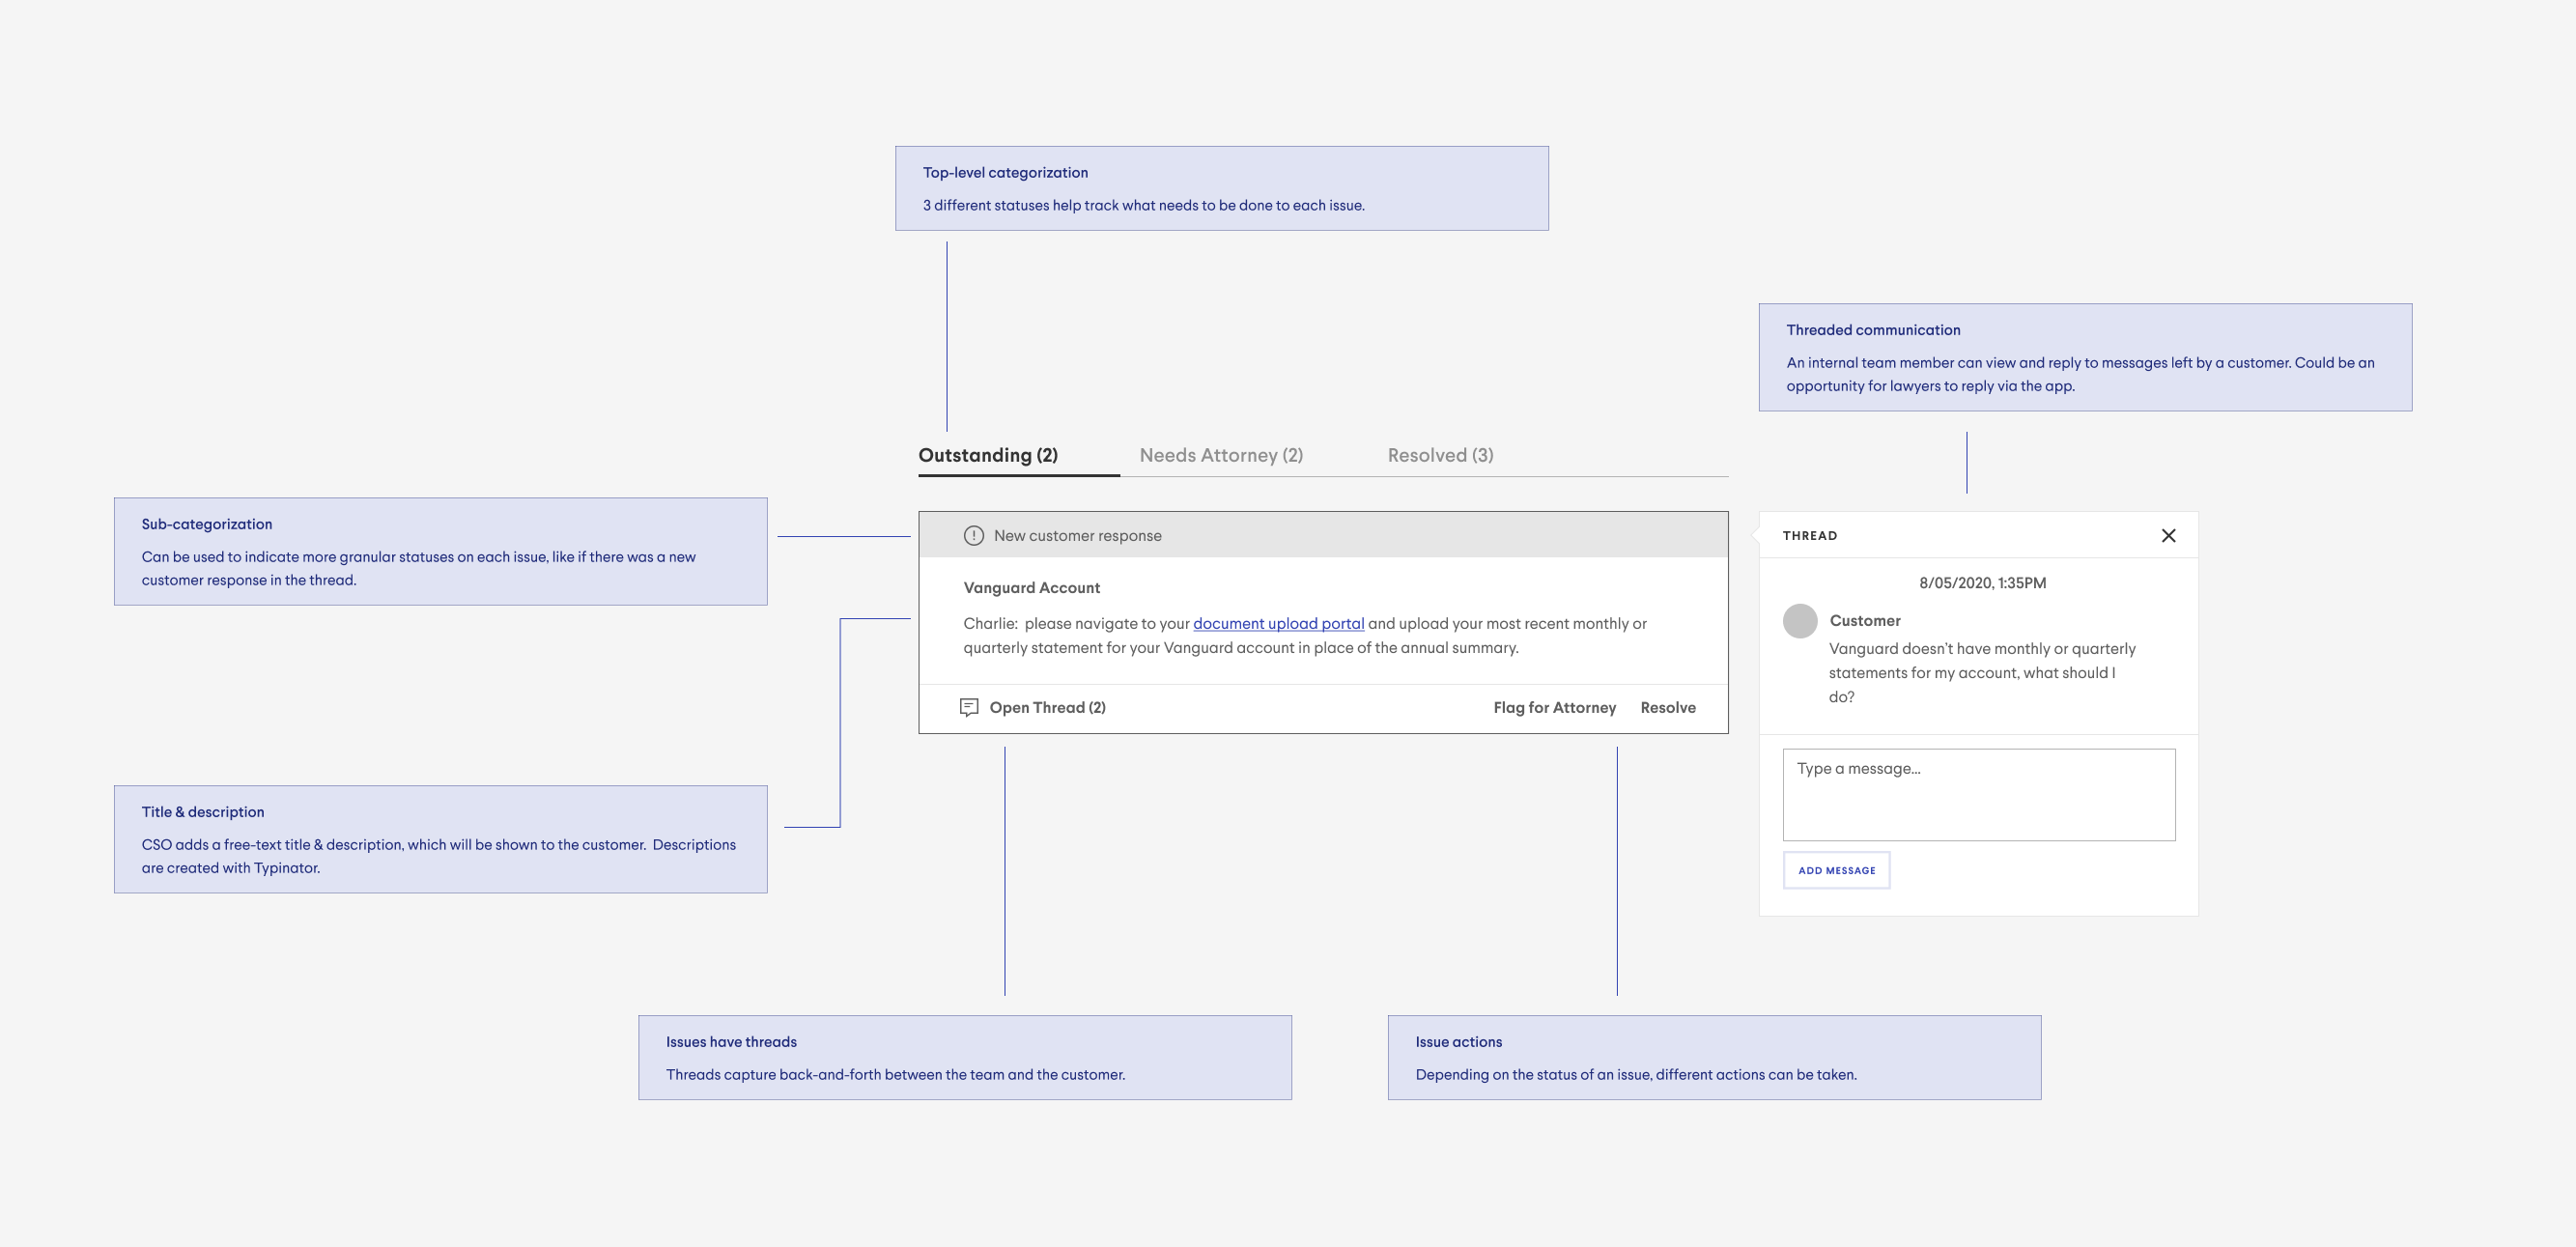 Top-level categorization
3 different statuses help track what needs to be done to each issue.
Threaded communication
An internal team member can view and reply to messages left by a customer. Could be an
opportunity for lawyers to reply via the app.
Outstanding (2)
Needs Attorney (2)
Resolved (3)
Sub-categorization
Can be used to indicate more granular statuses on each issue, like if there was a new
customer response in the thread.
New customer response
Vanguard Account
Charlie:  please navigate to your document upload portal and upload your most recent monthly or
quarterly statement for your Vanguard account in place of the annual summary.
Open Thread (2)
Flag for Attorney
Resolve
THREAD
8/05/2020, 1:35PM
Customer
Vanguard doesn't have monthly or quarterly
statements for my account, what should I
do?
Type a message...
ADD MESSAGE
Title & description
CSO adds a free-text title & description, which will be shown to the customer.  Descriptions
are created with Typinator.
Issues have threads
Threads capture back-and-forth between the team and the customer.
Issue actions
Depending on the status of an issue, different actions can be taken.